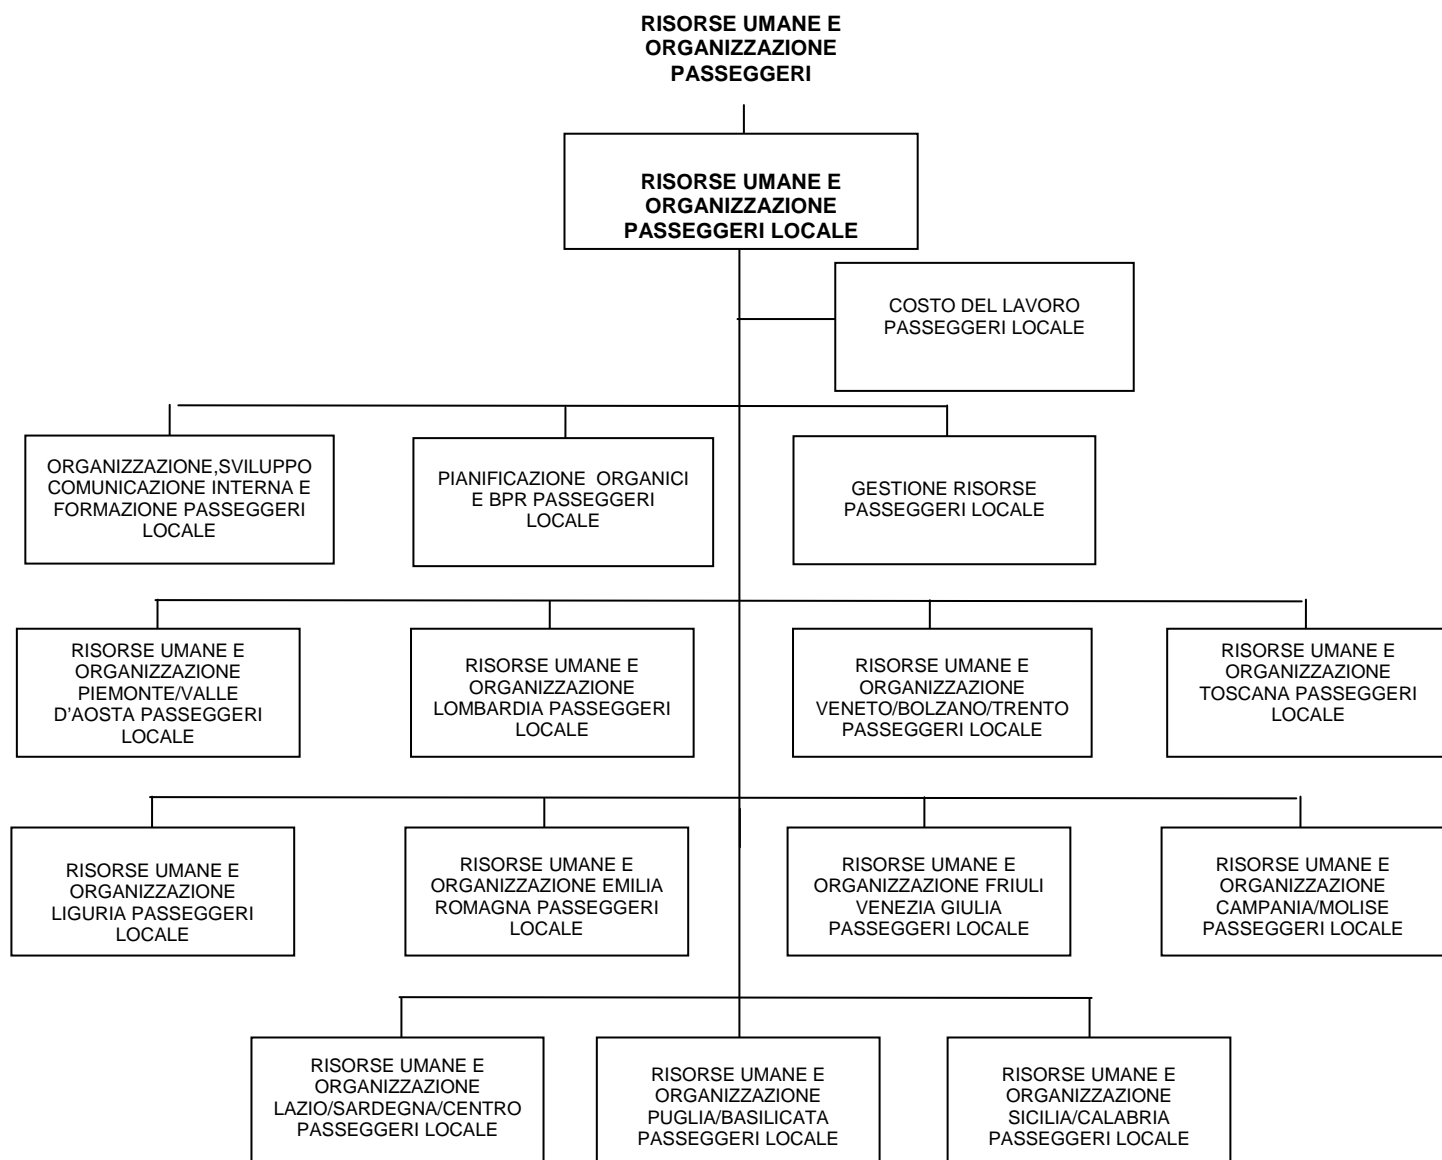 RISORSE UMANE E
ORGANIZZAZIONE
PASSEGGERI
RISORSE UMANE E
ORGANIZZAZIONE
PASSEGGERI LOCALE
COSTO DEL LAVORO
PASSEGGERI LOCALE
ORGANIZZAZIONE,SVILUPPO
COMUNICAZIONE INTERNA E
FORMAZIONE PASSEGGERI
LOCALE
PIANIFICAZIONE ORGANICI
E BPR PASSEGGERI
LOCALE
GESTIONE RISORSE
PASSEGGERI LOCALE
RISORSE UMANE E
ORGANIZZAZIONE
PIEMONTE/VALLE
D'AOSTA PASSEGGERI
LOCALE
RISORSE UMANE E
ORGANIZZAZIONE
LOMBARDIA PASSEGGERI
LOCALE
RISORSE UMANE E
ORGANIZZAZIONE
VENETO/BOLZANO/TRENTO
PASSEGGERI LOCALE
RISORSE UMANE E
ORGANIZZAZIONE
TOSCANA PASSEGGERI
LOCALE
RISORSE UMANE E
ORGANIZZAZIONE
LIGURIA PASSEGGERI
LOCALE
RISORSE UMANE E
ORGANIZZAZIONE EMILIA
ROMAGNA PASSEGGERI
LOCALE
RISORSE UMANE E
ORGANIZZAZIONE FRIULI
VENEZIA GIULIA
PASSEGGERI LOCALE
RISORSE UMANE E
ORGANIZZAZIONE
CAMPANIA/MOLISE
PASSEGGERI LOCALE
RISORSE UMANE E
ORGANIZZAZIONE
LAZIO/SARDEGNA/CENTRO
PASSEGGERI LOCALE
RISORSE UMANE E
ORGANIZZAZIONE
PUGLIA/BASILICATA
PASSEGGERI LOCALE
RISORSE UMANE E
ORGANIZZAZIONE
SICILIA/CALABRIA
PASSEGGERI LOCALE